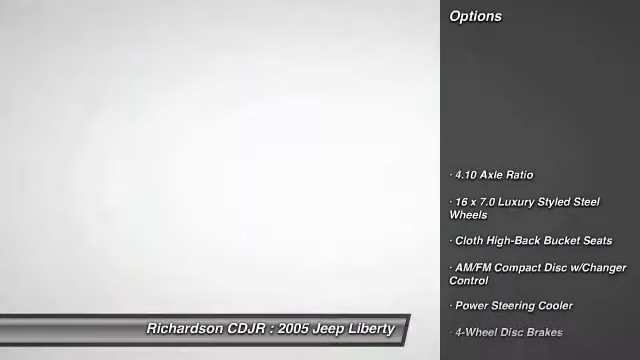 Options
· 4.10 Axle Ratio
· 16 x 7.0 Luxury Styled Steel
Wheels
· Cloth High-Back Bucket Seats
· AM/FM Compact Disc w/Changer
Control
· Power Steering Cooler
· 4-Wheel Disc Brakes
Richardson CDJR : 2005 Jeep Liberty